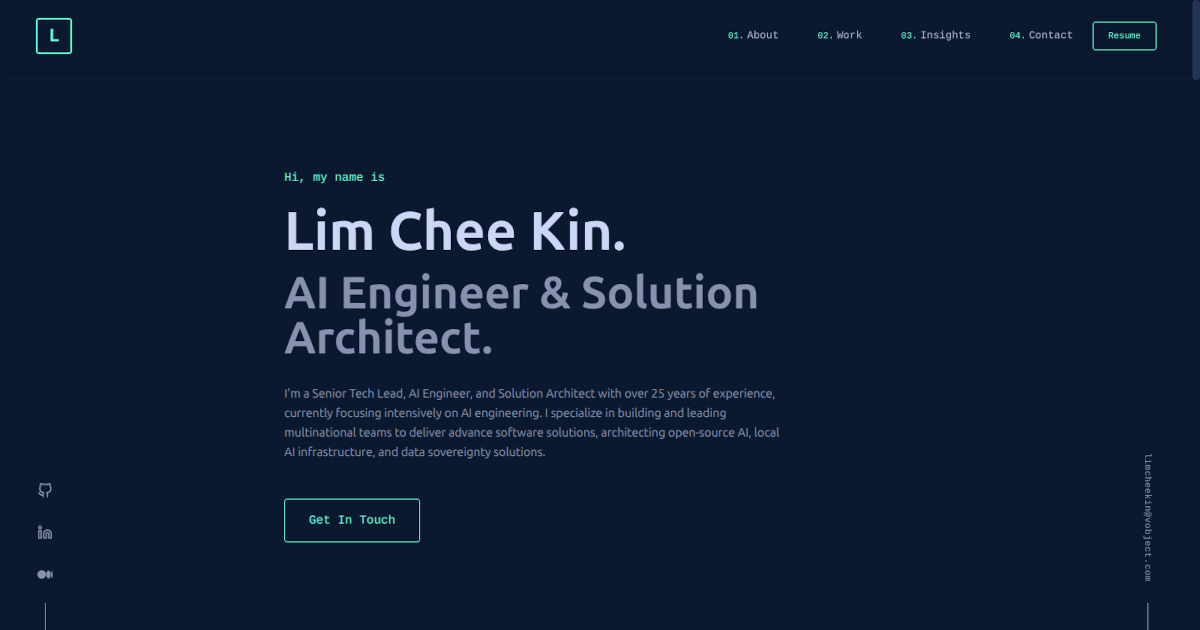 L
01. About
02. Work
03. Insights
04. Contact
Resume
Hi, my name is
Lim Chee Kin.
AI Engineer & Solution
Architect.
I'm a Senior Tech Lead, AI Engineer, and Solution Architect with over 25 years of experience,
currently focusing intensively on AI engineering. I specialize in building and leading
multinational teams to deliver advance software solutions, architecting open-source AI, local
AI infrastructure, and data sovereignty solutions.
Get In Touch
limcheekin@vobject.com